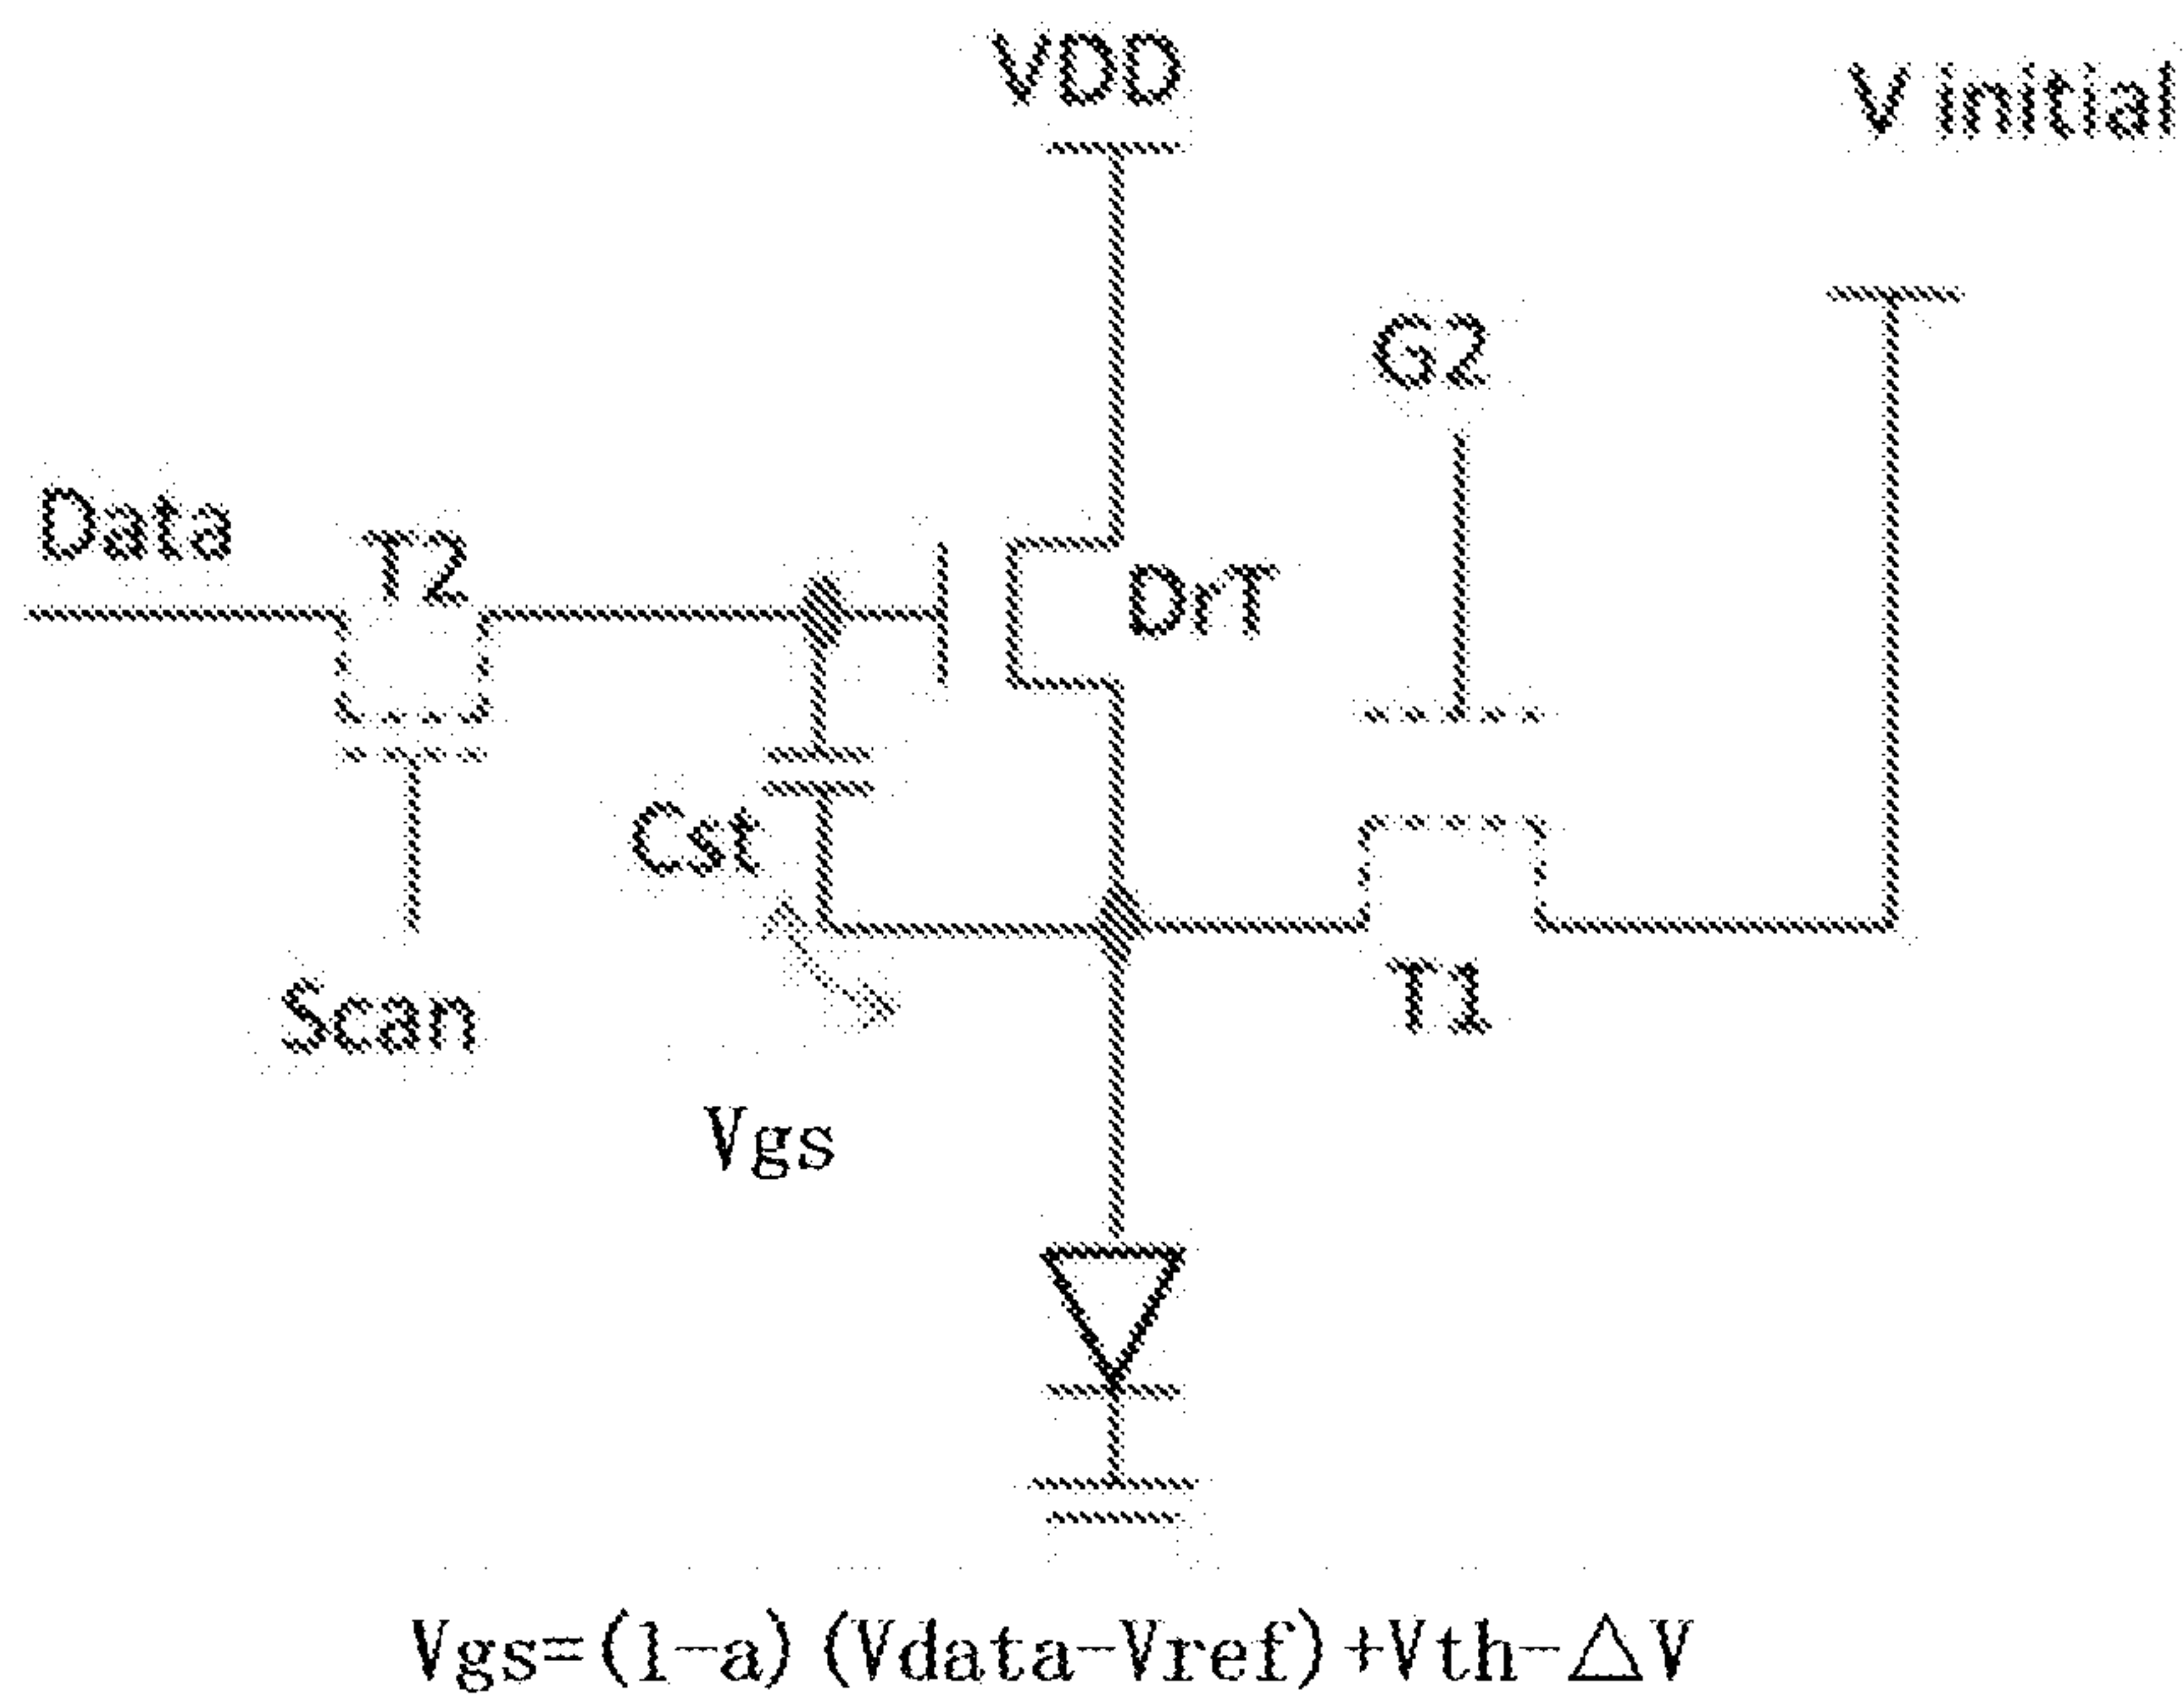 VDD
V initial
G2
Data
T2
DrT
Cst
T1
Scan
Vgs
Vgs=(1-a)(Vdata-Vref)+Vth-△V